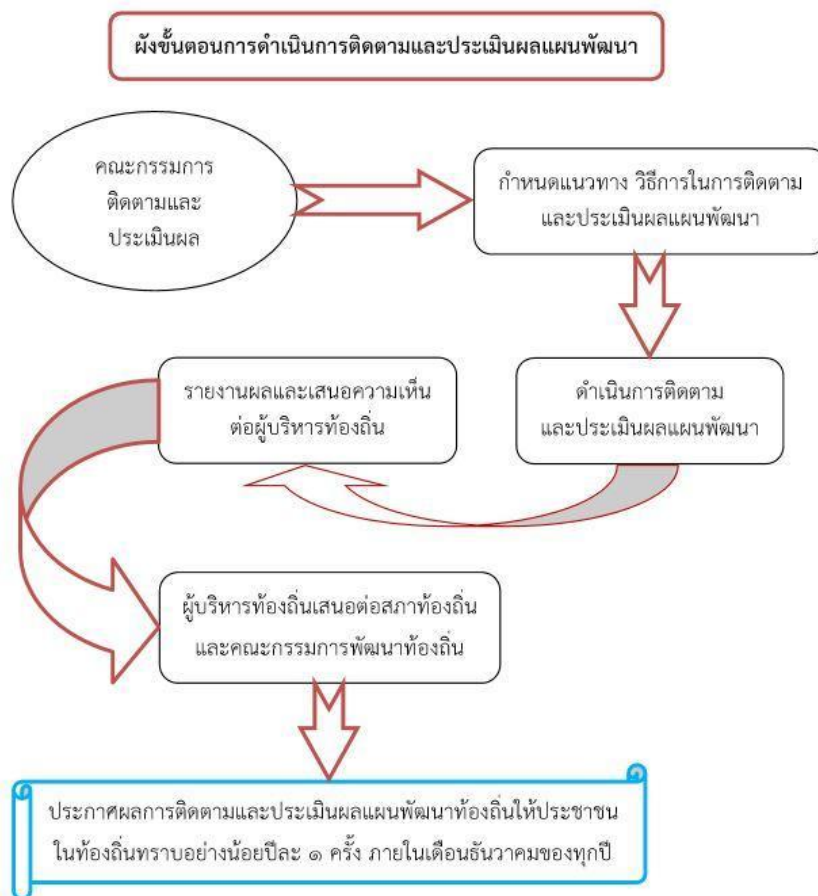 ผังขั้นตอนการดำเนินการติดตามและประเมินผลแผนพัฒนา
คณะกรรมการ
ติดตามและ
ประเมินผล
กำหนดแนวทาง วิธีการในการติดตาม
และประเมินผลแผนพัฒนา
ดำเนินการติดตาม
และประเมินผลแผนพัฒนา
รายงานผลและเสนอความเห็น
ต่อผู้บริหารท้องถิ่น
ผู้บริหารท้องถิ่นเสนอต่อสภาท้องถิ่น
และคณะกรรมการพัฒนาท้องถิ่น
ประกาศผลการติดตามและประเมินผลแผนพัฒนาท้องถิ่นให้ประชาชน
ในท้องถิ่นทราบอย่างน้อยปีละ ๑ ครั้ง ภายในเดือนธันวาคมของทุกปี